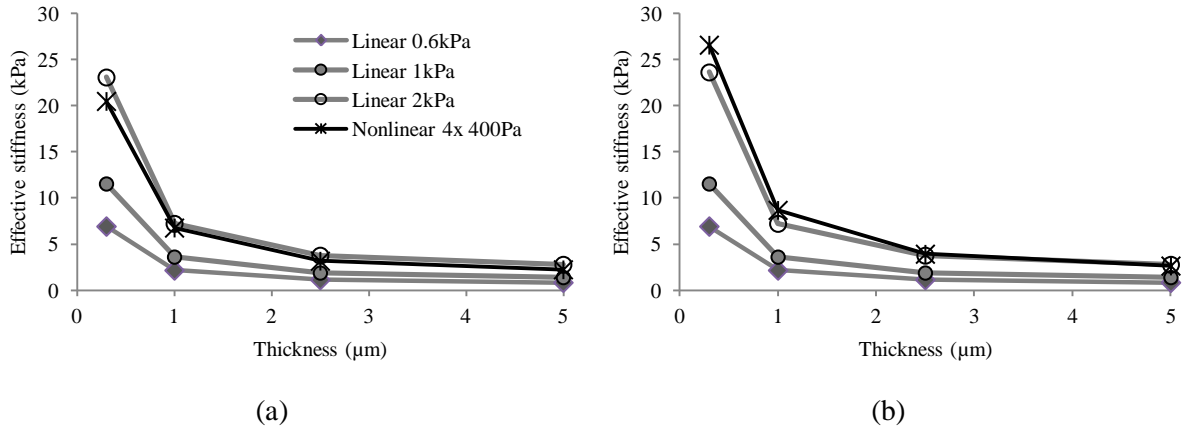 30
25
20
15
10
5
0
Effective stiffness (kPa)
Linear 0.6kPa
Linear 1kPa
Linear 2kPa
Nonlinear 4x 400Pa
0 1 2 3 4 5
Thickness (µm)
(a)
30
25
20
15
10
5
0
Effective stiffness (kPa)
0 1 2 3 4 5
Thickness (µm)
(b)